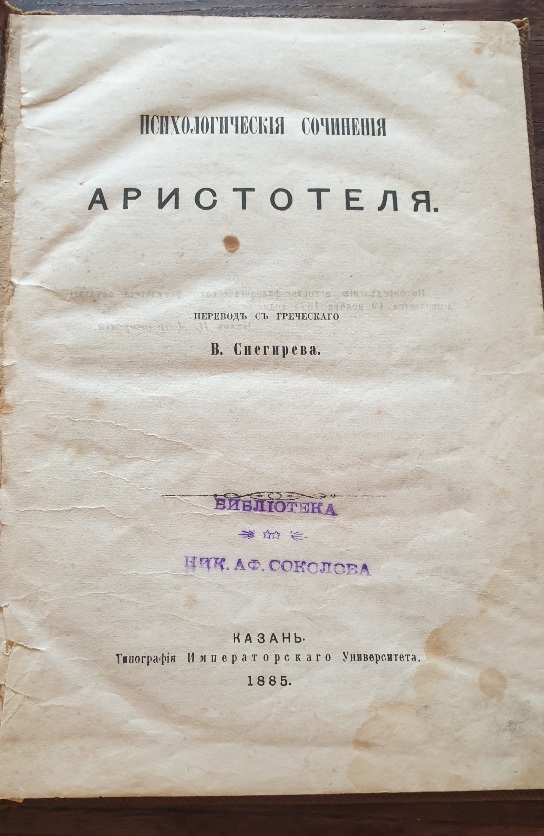 ПСИХОЛОГИЧЕСКІЯ СОЧИНЕНІЯ
АРИСТОТЕЛЯ.
ПЕРЕВОДЪ СЪ ГРЕЧЕСКАГО
В. Снегирева.
БИБЛІОТЕКА
НИК. АФ. СОКОЛОВА
КАЗАНЬ.
Типографія Императорскаго Университета.
1885.